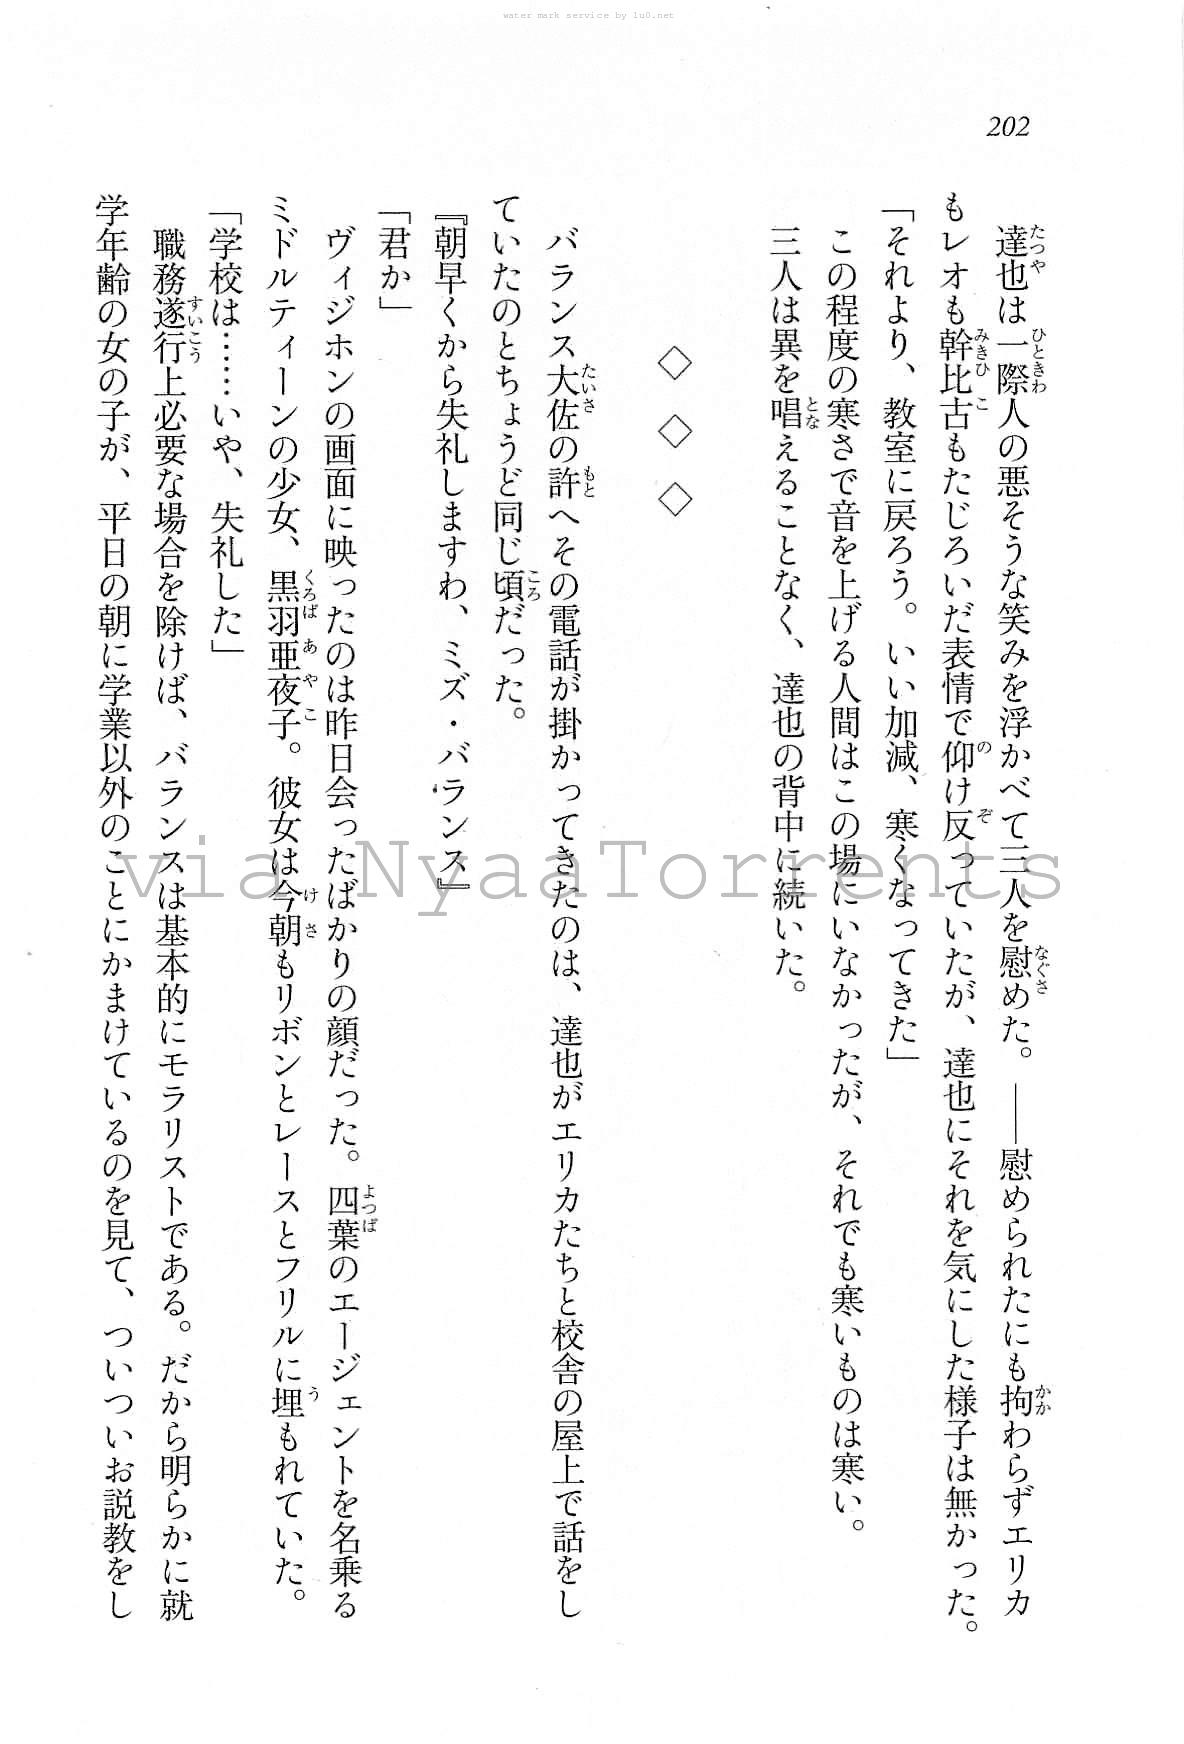 water mark service by lu0.net
202
達也は一際人の悪そうな笑みを浮かべて三人を慰めた。――慰められたにも拘わらずエリカ
もレオも幹比古もたじろいだ表情で仰け反っていたが、達也にそれを気にした様子は無かった。
「それより、教室に戻ろう。いい加減、寒くなってきた」
この程度の寒さで音を上げる人間はこの場にいなかったが、それでも寒いものは寒い。
三人は異を唱えることなく、達也の背中に続いた。
◇ ◇ ◇
バランス大佐の許へその電話が掛かってきたのは、達也がエリカたちと校舎の屋上で話をし
ていたのとちょうど同じ頃だった。
『朝早くから失礼しますわ、ミズ・バランス』
「君か」
ヴィジホンの画面に映ったのは昨日会ったばかりの顔だった。四葉のエージェントを名乗る
ミドルティーンの少女、黒羽亜夜子。彼女は今朝もリボンとレースとフリルに埋もれていた。
「学校は……いや、失礼した」
職務遂行上必要な場合を除けば、バランスは基本的にモラリストである。だから明らかに就
学年齢の女の子が、平日の朝に学業以外のことにかまけているのを見て、ついついお説教をし
via NyaaTorrents